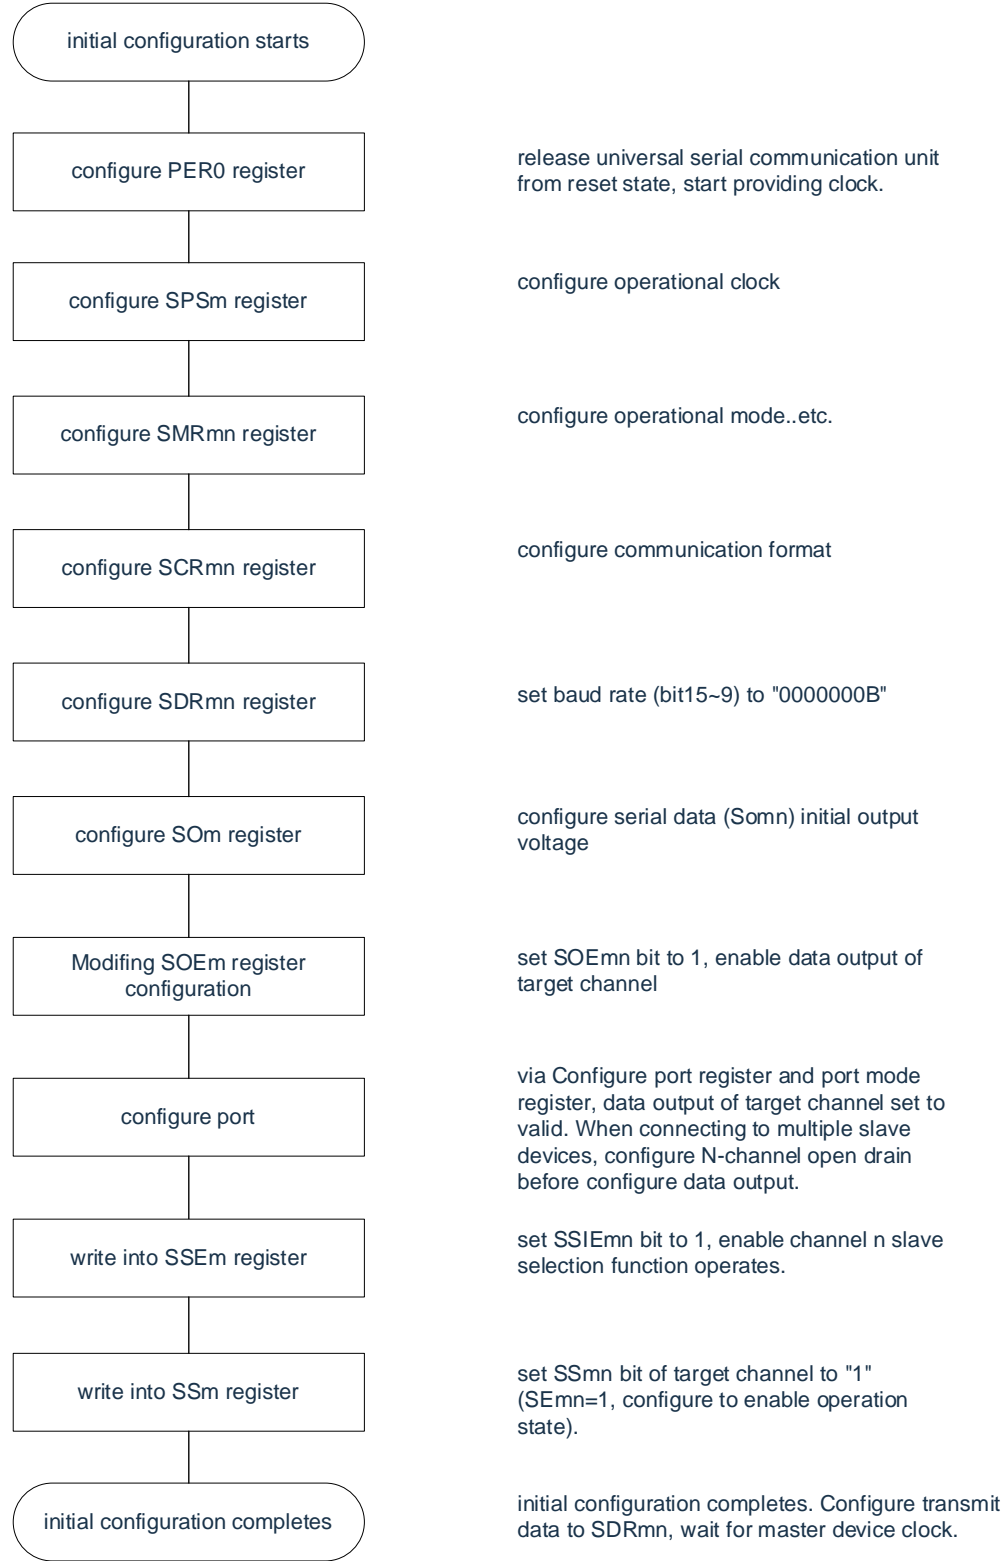 initial configuration starts
configure PER0 register
release universal serial communication unit
from reset state, start providing clock.
configure SPSm register
configure operational clock
configure SMRmn register
configure operational mode..etc.
configure SCRmn register
configure communication format
configure SDRmn register
set baud rate (bit15~9) to "0000000B"
configure SOm register
configure serial data (Somn) initial output
voltage
Modifing SOEm register
configuration
set SOEmn bit to 1, enable data output of
target channel
configure port
via Configure port register and port mode
register, data output of target channel set to
valid. When connecting to multiple slave
devices, configure N-channel open drain
before configure data output.
write into SSEm register
set SSIEmn bit to 1, enable channel n slave
selection function operates.
write into SSm register
set SSmn bit of target channel to "1"
(SEmn=1, configure to enable operation
state).
initial configuration completes
initial configuration completes. Configure transmit
data to SDRmn, wait for master device clock.